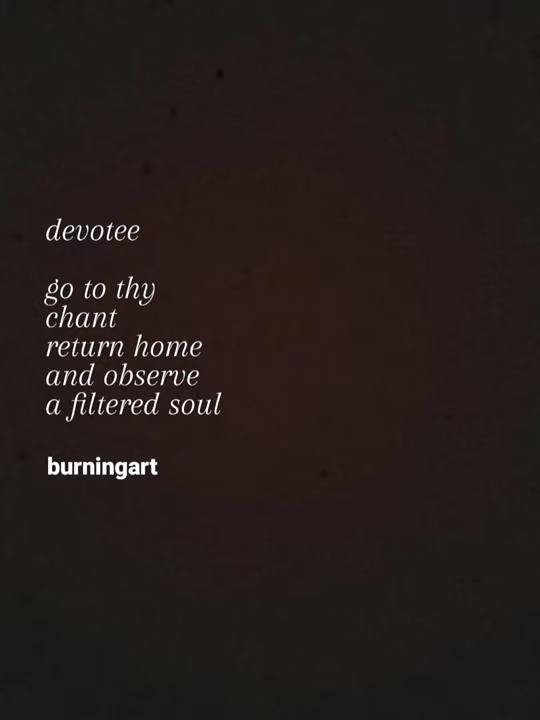 devotee
go to thy
chant
return home
and observe
a filtered soul
burningart